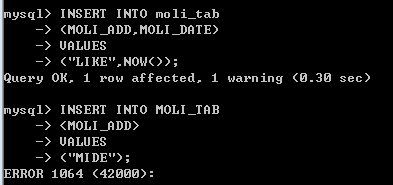 mysql> INSERT INTO moli_tab
-> (MOLI_ADD,MOLI_DATE)
-> VALUES
-> ("LIKE",NOW());
Query OK, 1 row affected, 1 warning (0.30 sec)
mysql> INSERT INTO MOLI_TAB
-> (MOLI_ADD>
-> VALUES
-> ("MIDE");
ERROR 1064 (42000):